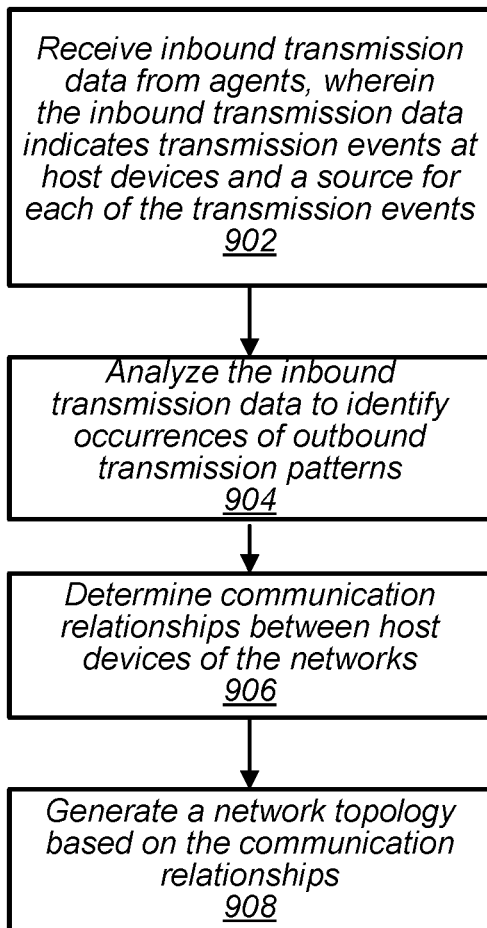 Receive inbound transmission
data from agents, wherein
the inbound transmission data
indicates transmission events at
host devices and a source for
each of the transmission events
902
Analyze the inbound
transmission data to identify
occurrences of outbound
transmission patterns
904
Determine communication
relationships between host
devices of the networks
906
Generate a network topology
based on the communication
relationships
908